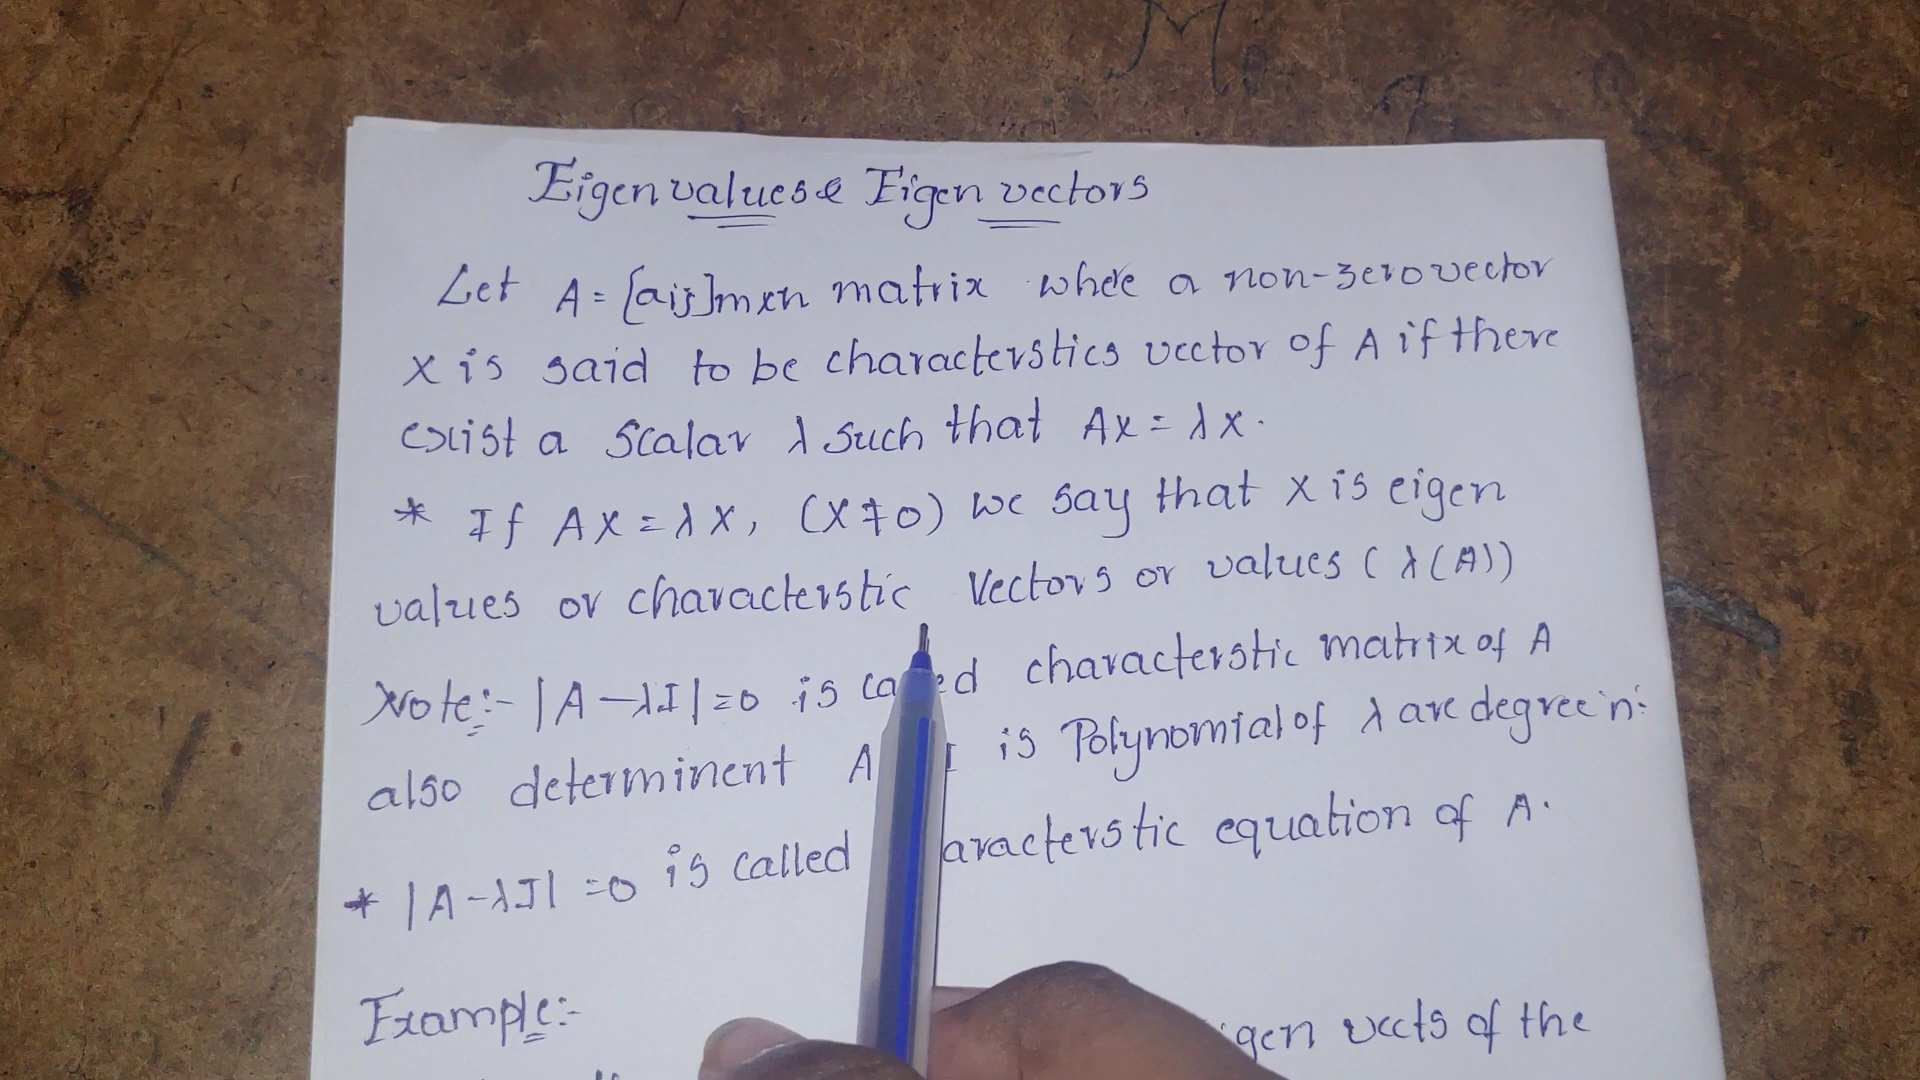 Eigen values & Eigen vectors
Let A = [aij]mxn matrix where a non-zero vector
X is said to be characterstics vector of A if there
exist a scalar λ such that AX = λX.
* If AX = λX, (X ≠ 0) we say that X is eigen
values or characterstic Vectors or values (λ(A))
Note:- |A - λI| = 0 is called characterstic matrix of A
also determinent A is Polynomial of λ are degree 'n'.
* |A - λI| = 0 is called characterstic equation of A.
Example:- vects of the